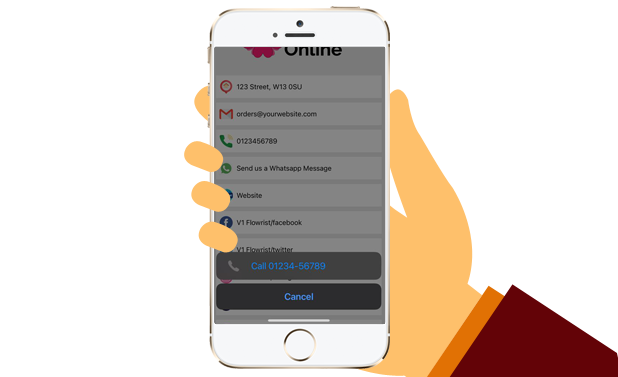 Online
123 Street, W13 0SU
orders@yourwebsite.com
0123456789
Send us a Whatsapp Message
Website
V1 Flowrist/facebook
V1 Flowrist/twitter
Call 01234-56789
Cancel